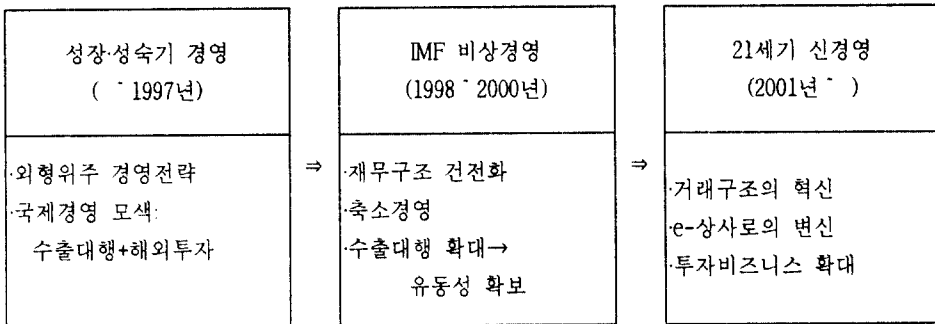 성장·성숙기 경영
( ~1997년)
·외형위주 경영전략
·국제경영 모색:
수출대행+해외투자
⇒
IMF 비상경영
(1998~2000년)
·재무구조 건전화
·축소경영
·수출대행 확대→
유동성 확보
⇒
21세기 신경영
(2001년~ )
·거래구조의 혁신
·e-상사로의 변신
·투자비즈니스 확대